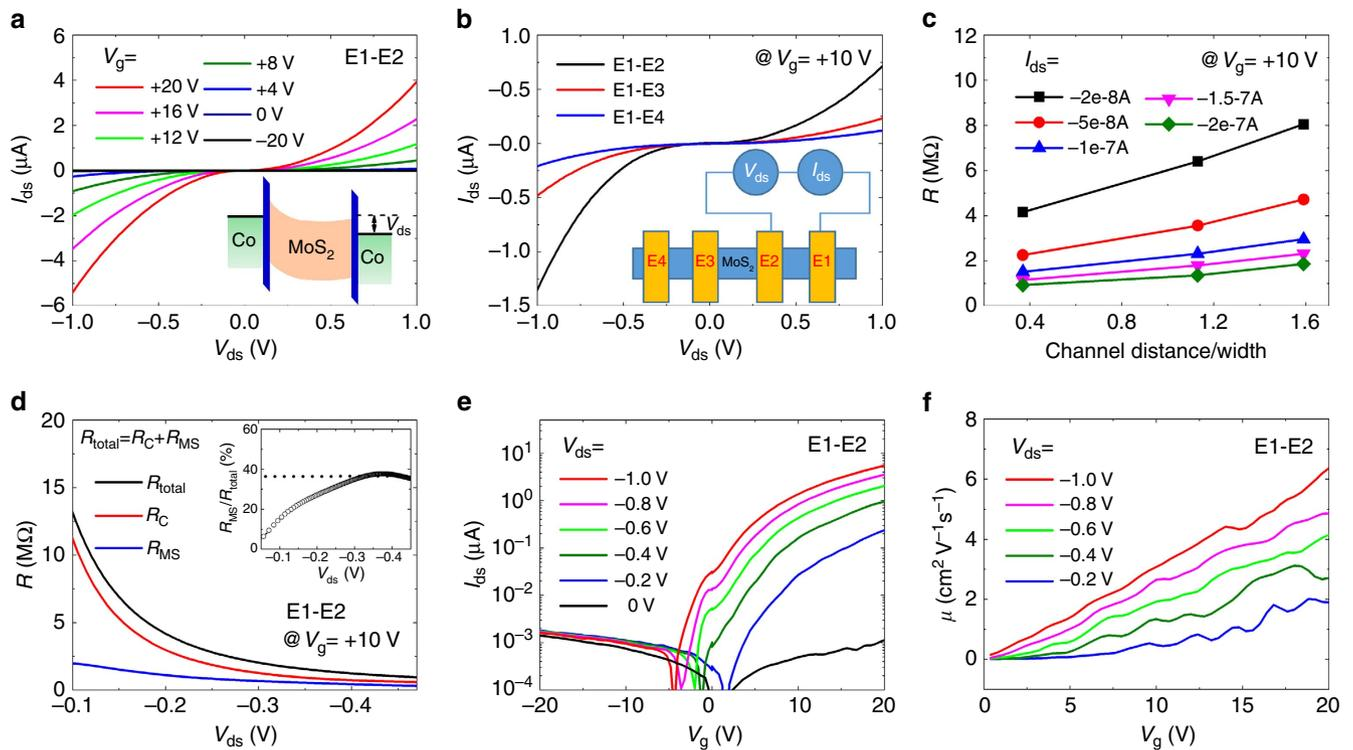 a
6
4
2
0
−2
−4
−6
I_ds (μA)
V_g=
+20 V
+16 V
+12 V
+8 V
+4 V
0 V
−20 V
E1-E2
Co
MoS₂
Co
V_ds
−1.0 −0.5 0.0 0.5 1.0
V_ds (V)
b
1.0
−0.5
−0.0
−0.5
−1.0
−1.5
I_ds (μA)
E1-E2
E1-E3
E1-E4
@ V_g= +10 V
V_ds I_ds
E4 E3 MoS₂ E2 E1
−1.0 −0.5 0.0 0.5 1.0
V_ds (V)
c
12
10
8
6
4
2
0
R (MΩ)
I_ds=
@ V_g= +10 V
−2e-8A
−5e-8A
−1e-7A
−1.5-7A
−2e-7A
0.4 0.8 1.2 1.6
Channel distance/width
d
20
15
10
5
0
R (MΩ)
R_total=R_C+R_MS
R_total
R_C
R_MS
60
40
20
0
R_MS/R_total (%)
−0.1 −0.2 −0.3 −0.4
V_ds (V)
E1-E2
@ V_g= +10 V
−0.1 −0.2 −0.3 −0.4
V_ds (V)
e
10¹
10⁰
10⁻¹
10⁻²
10⁻³
10⁻⁴
I_ds (μA)
V_ds=
−1.0 V
−0.8 V
−0.6 V
−0.4 V
−0.2 V
0 V
E1-E2
−20 −10 0 10 20
V_g (V)
f
8
6
4
2
0
μ (cm² V⁻¹s⁻¹)
V_ds=
−1.0 V
−0.8 V
−0.6 V
−0.4 V
−0.2 V
E1-E2
0 5 10 15 20
V_g (V)